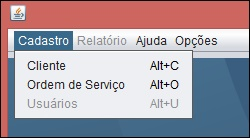 Cadastro Relatório Ajuda Opções
Cliente Alt+C
Ordem de Serviço Alt+O
Usuários Alt+U